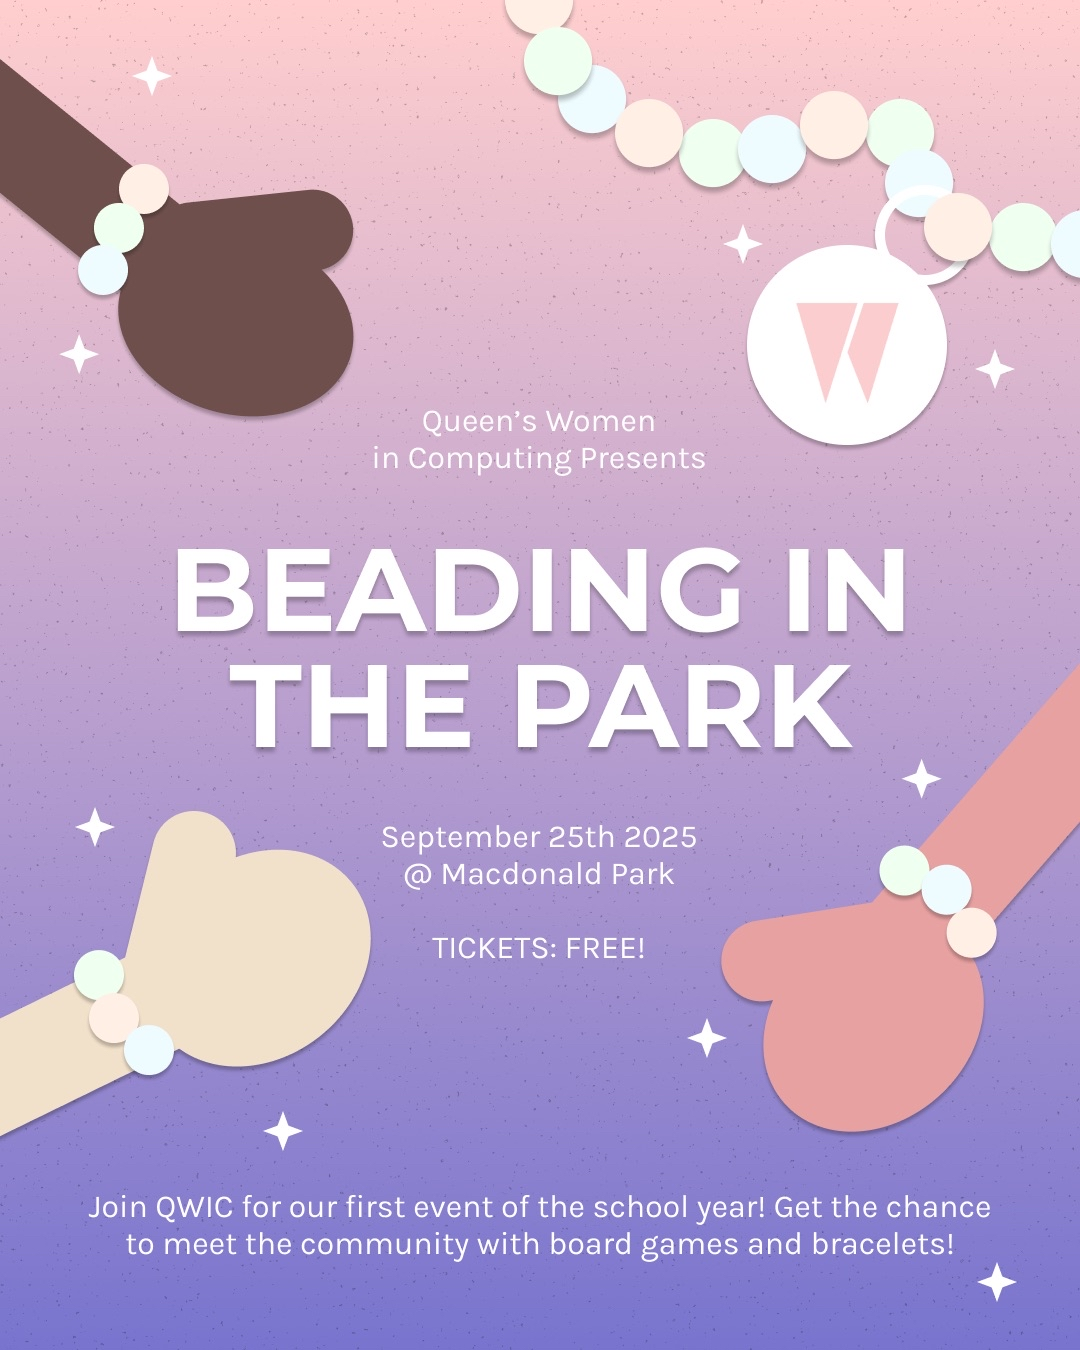 W
Queen’s Women
in Computing Presents
BEADING IN
THE PARK
September 25th 2025
@ Macdonald Park
TICKETS: FREE!
Join QWIC for our first event of the school year! Get the chance
to meet the community with board games and bracelets!